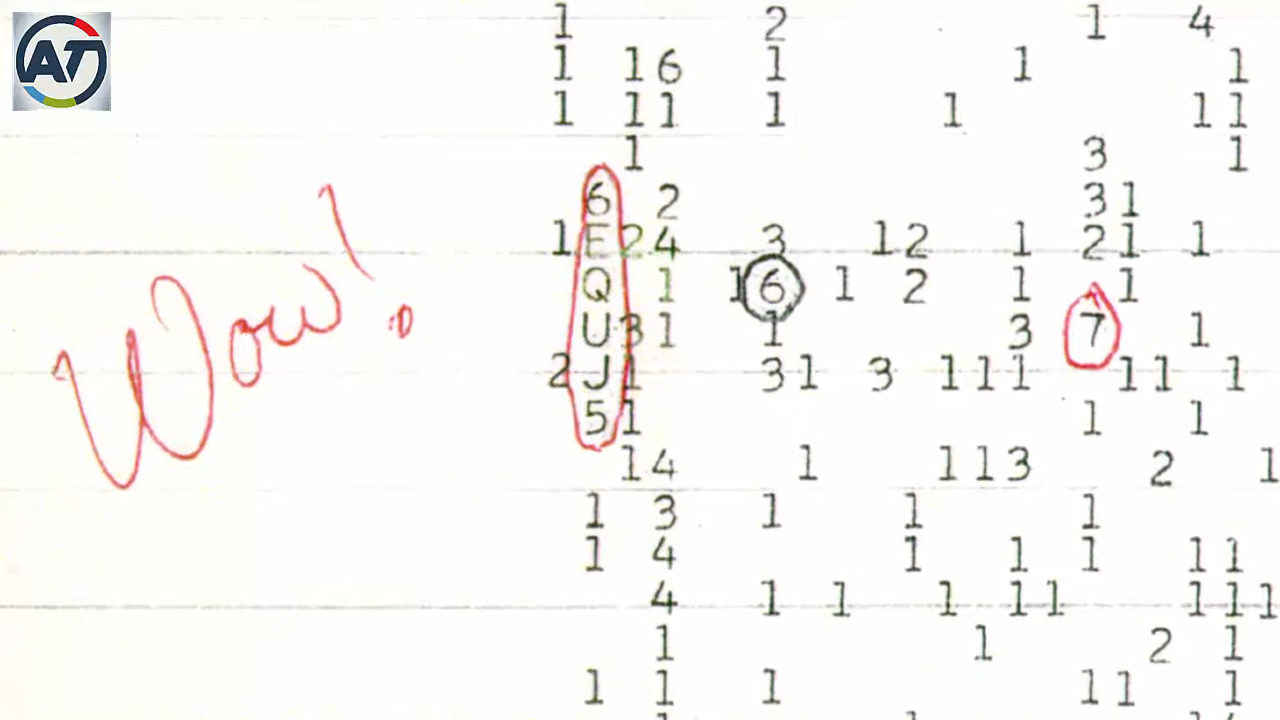 AT
1 2 1 4
1 16 1 1 1
1 11 1 1 11
1 3 1
6 2 31
1E24 3 12 1 21 1
Q 1 16 1 2 1 4 1
U31 1 3 7 1
2J1 31 3 111 11 1
51 1 1
14 1 113 2 1
1 3 1 1 1
1 4 1 1 1 11
4 1 1 1 11 111
1 1 2 1
1 1 1 11 1
Wow!